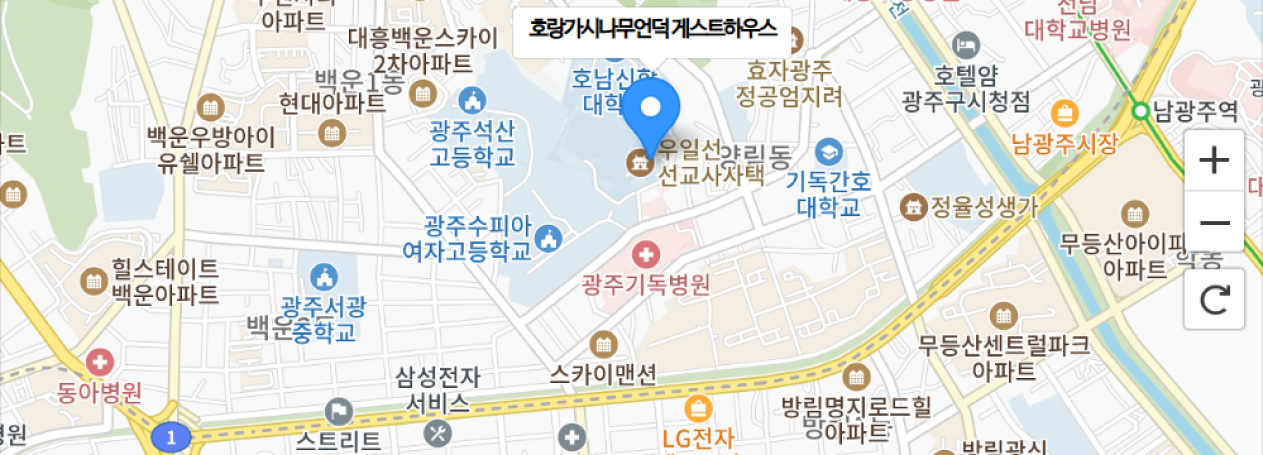 아파트
호랑가시나무언덕 게스트하우스
대학교병원
대흥백운스카이
2차아파트
백운1동
현대아파트
호남신학
대학
효자광주
정공엄지려
호텔얌
광주구시청점
남광주역
남광주시장
백운우방아이
유쉘아파트
광주석산
고등학교
우일선
선교사사택
양림동
기독간호
대학교
정율성생가
광주수피아
여자고등학교
무등산아이파
아파트
힐스테이트
백운아파트
광주기독병원
광주서광
중학교
무등산센트럴파크
아파트
동아병원
삼성전자
서비스
스카이맨션
방림명지로드힐
아파트
1
스트리트
LG전자